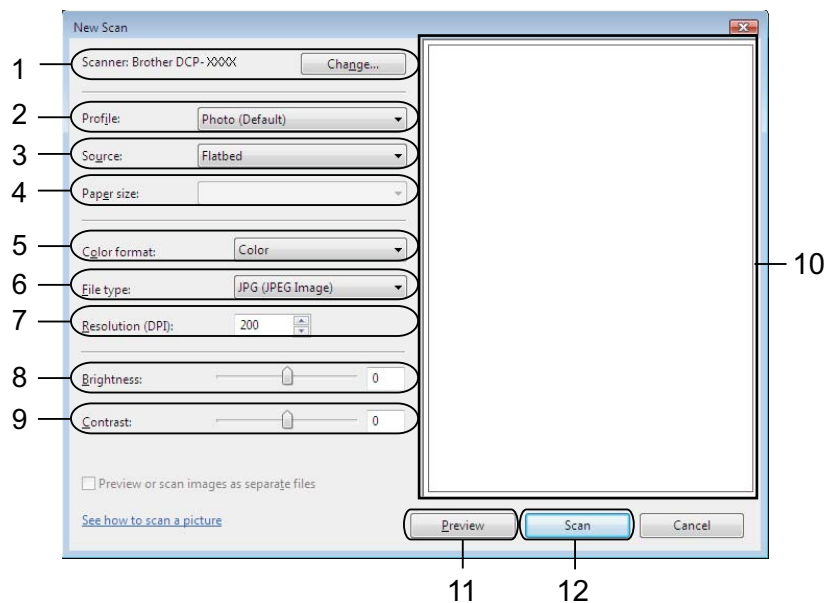 New Scan
1 Scanner: Brother DCP-XXXX Change...
2 Profile: Photo (Default)
3 Source: Flatbed
4 Paper size:
5 Color format: Color
6 File type: JPG (JPEG Image)
7 Resolution (DPI): 200
8 Brightness: 0
9 Contrast: 0
10
Preview or scan images as separate files
See how to scan a picture Preview Scan Cancel
11 12